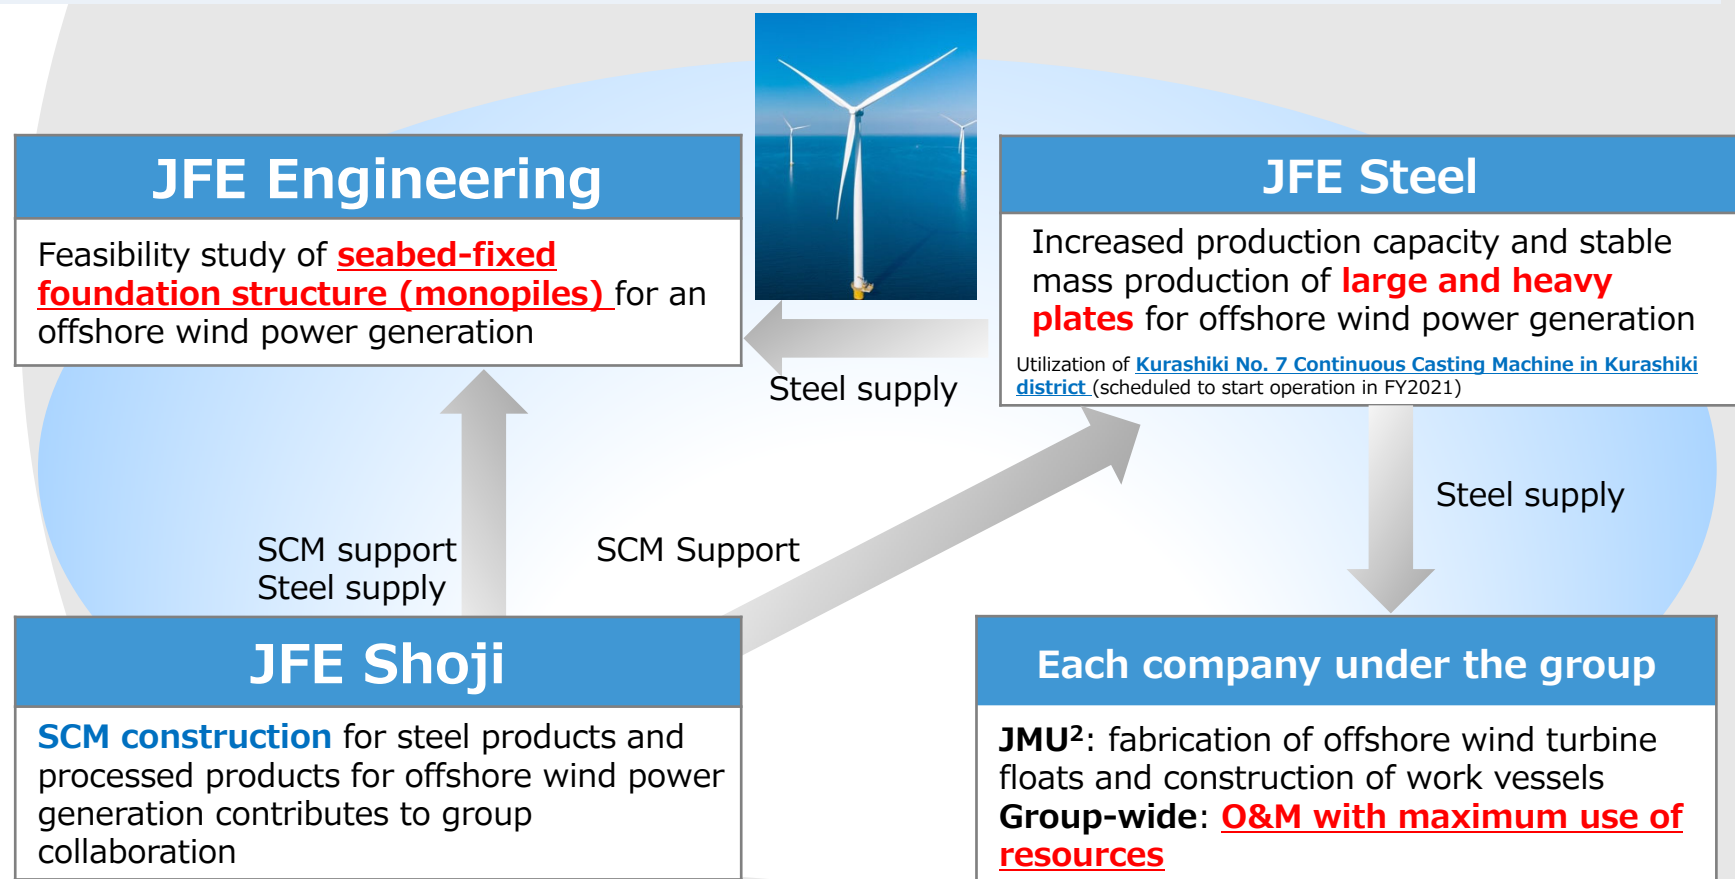 JFE Engineering
Feasibility study of seabed-fixed
foundation structure (monopiles) for an
offshore wind power generation
JFE Steel
Increased production capacity and stable
mass production of large and heavy
plates for offshore wind power generation
Utilization of Kurashiki No. 7 Continuous Casting Machine in Kurashiki
district (scheduled to start operation in FY2021)
Steel supply
Steel supply
SCM support
Steel supply
SCM Support
JFE Shoji
SCM construction for steel products and
processed products for offshore wind power
generation contributes to group
collaboration
Each company under the group
JMU²: fabrication of offshore wind turbine
floats and construction of work vessels
Group-wide: O&M with maximum use of
resources